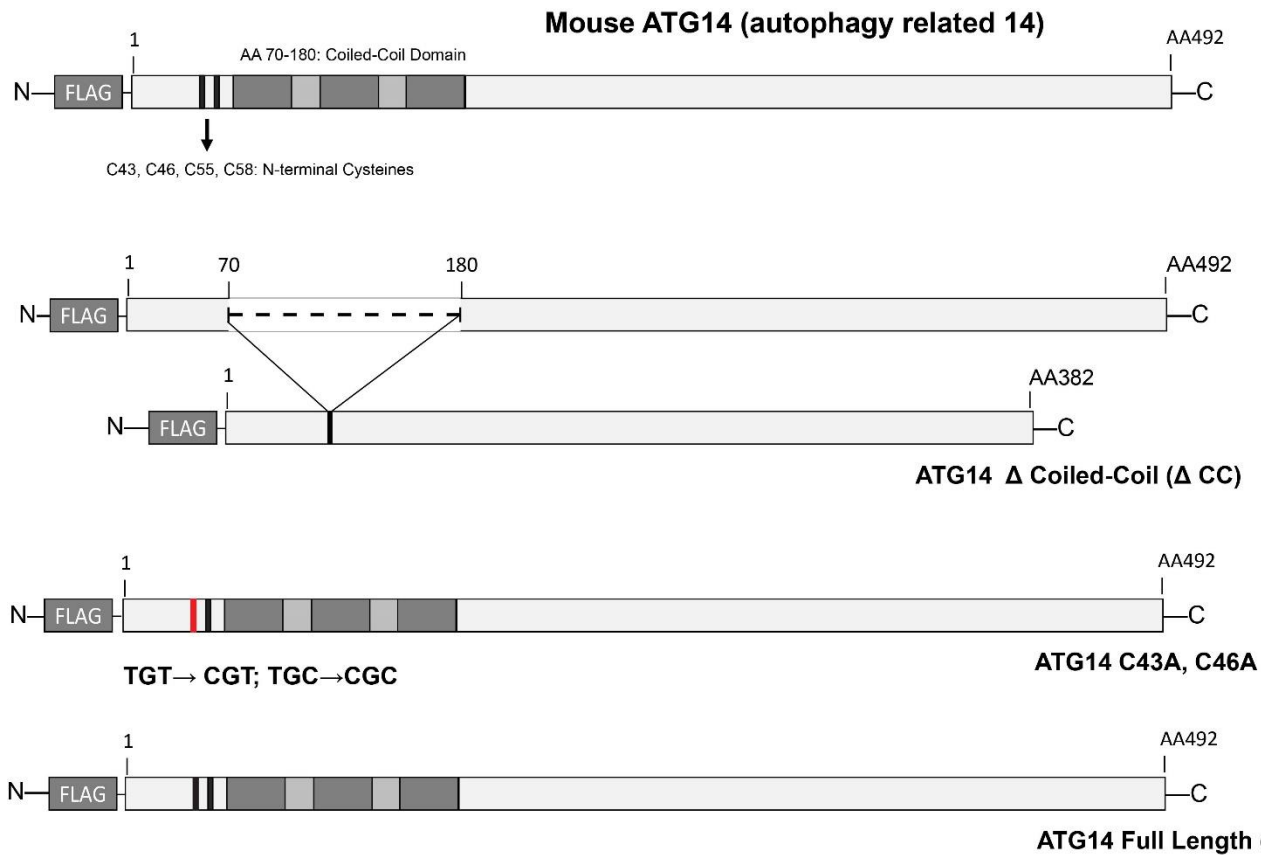 Mouse ATG14 (autophagy related 14)
1
AA 70-180: Coiled-Coil Domain
AA492
N FLAG C
C43, C46, C55, C58: N-terminal Cysteines
1 70 180 AA492
N FLAG C
1 AA382
N FLAG C
ATG14 Δ Coiled-Coil (Δ CC)
1 AA492
N FLAG C
TGT→ CGT; TGC→CGC
ATG14 C43A, C46A
1 AA492
N FLAG C
ATG14 Full Length